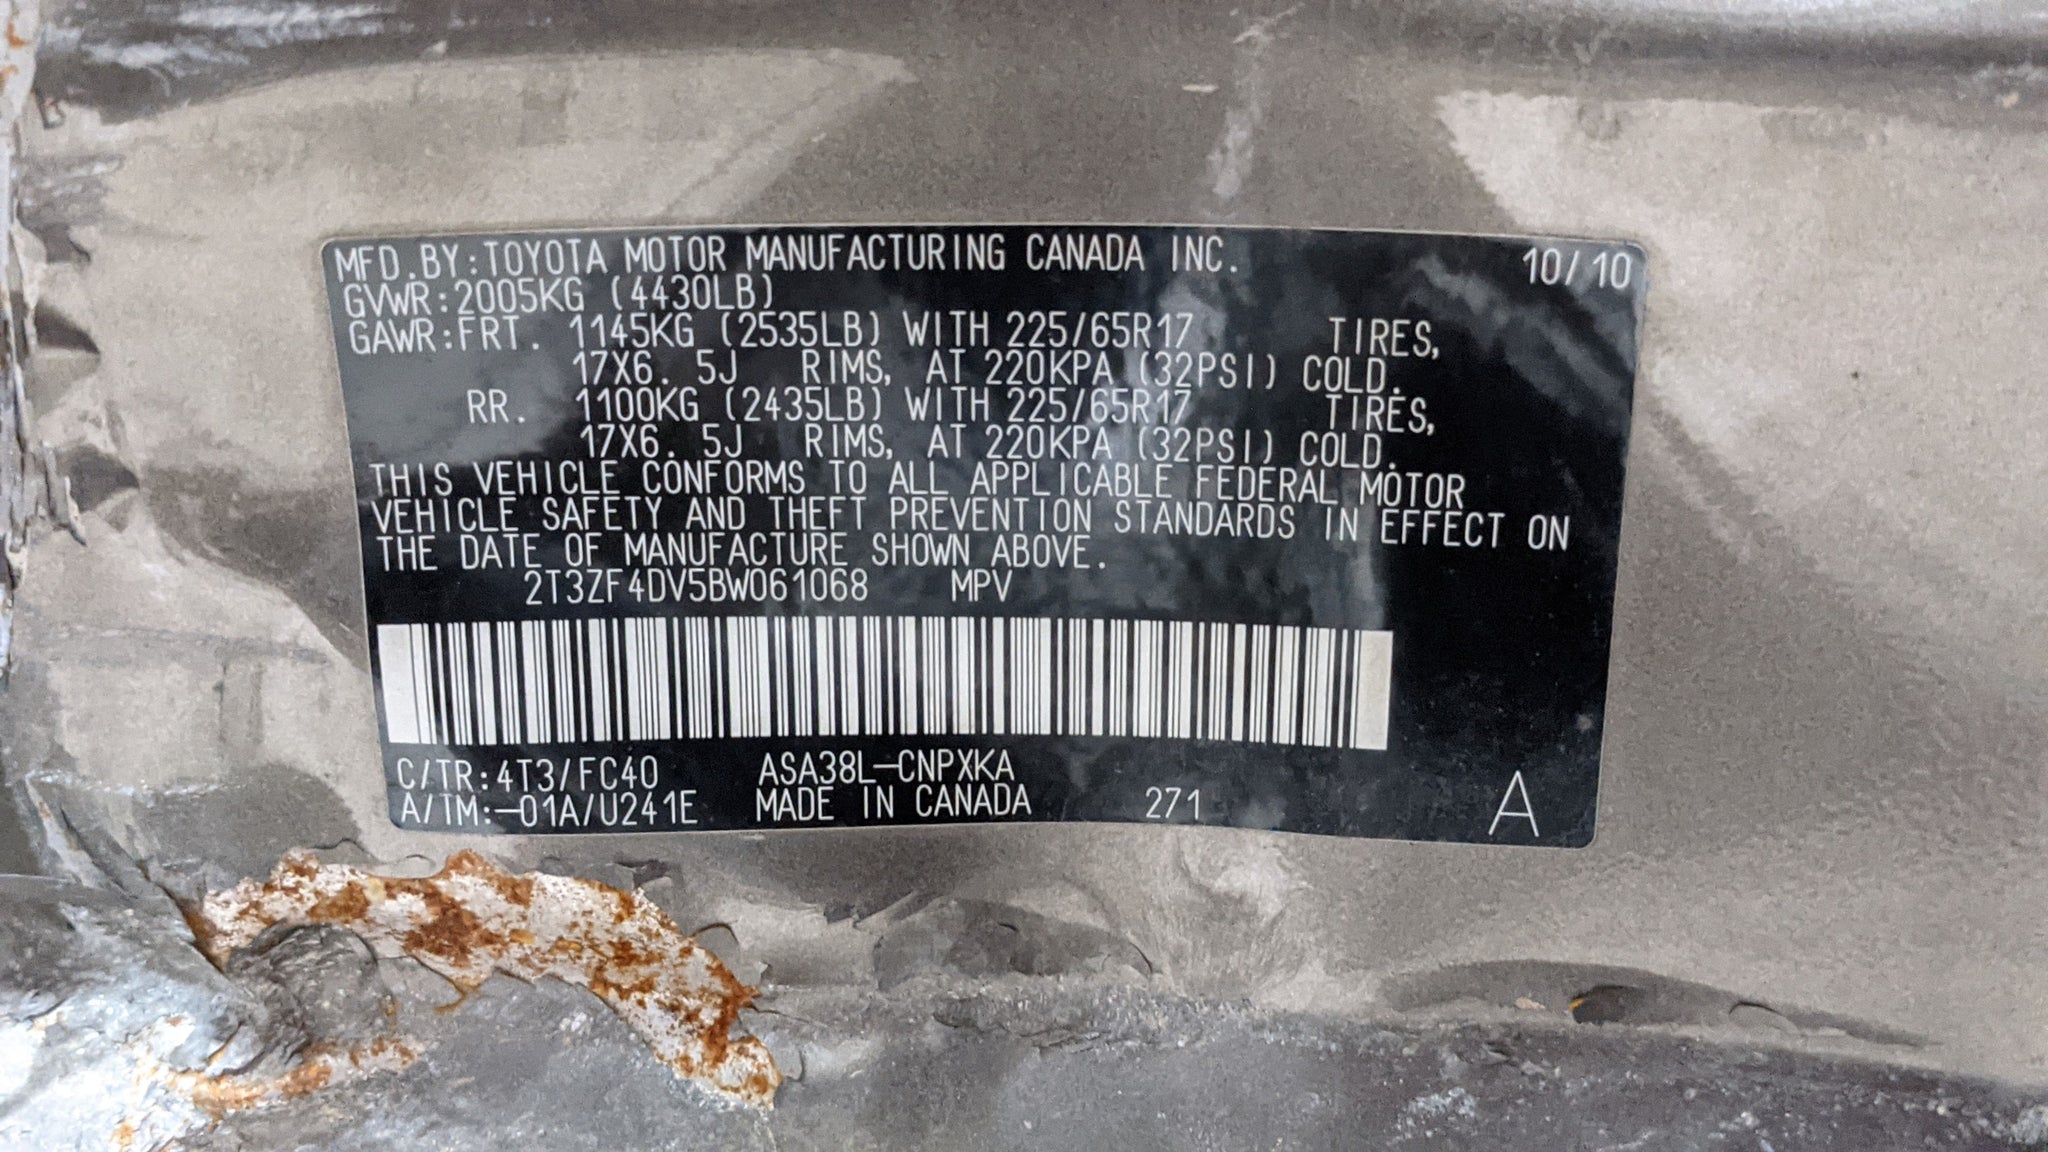 MFD.BY:TOYOTA MOTOR MANUFACTURING CANADA INC. 10/10
GVWR:2005KG (4430LB)
GAWR:FRT. 1145KG (2535LB) WITH 225/65R17 TIRES,
17X6. 5J RIMS, AT 220KPA (32PSI) COLD.
RR. 1100KG (2435LB) WITH 225/65R17 TIRES,
17X6. 5J RIMS, AT 220KPA (32PSI) COLD.
THIS VEHICLE CONFORMS TO ALL APPLICABLE FEDERAL MOTOR
VEHICLE SAFETY AND THEFT PREVENTION STANDARDS IN EFFECT ON
THE DATE OF MANUFACTURE SHOWN ABOVE.
2T3ZF4DV5BW061068 MPV
C/TR:4T3/FC40 ASA38L-CNPXKA
A/TM:-01A/U241E MADE IN CANADA 271 A